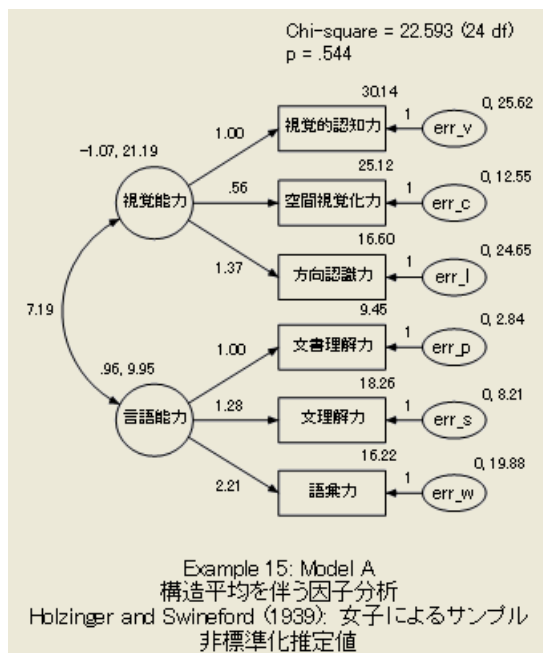 Chi-square = 22.593 (24 df)
p = .544
30.14
0, 25.62
視覚的認知力
1
err_v
-1.07, 21.19
1.00
25.12
0, 12.55
視覚能力
.56
空間視覚化力
1
err_c
16.60
0, 24.65
1.37
方向認識力
1
err_l
7.19
9.45
0, 2.84
1.00
文書理解力
1
err_p
.96, 9.95
18.26
0, 8.21
言語能力
1.28
文理解力
1
err_s
16.22
0, 19.88
2.21
語彙力
1
err_w
Example 15: Model A
構造平均を伴う因子分析
Holzinger and Swineford (1939): 女子によるサンプル
非標準化推定値